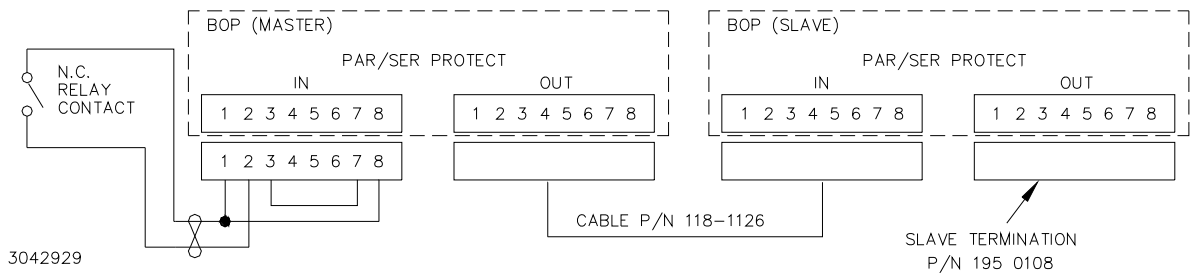 BOP (MASTER)
BOP (SLAVE)
PAR/SER PROTECT
PAR/SER PROTECT
N.C.
RELAY
CONTACT
IN
OUT
IN
OUT
1 2 3 4 5 6 7 8
1 2 3 4 5 6 7 8
1 2 3 4 5 6 7 8
1 2 3 4 5 6 7 8
1 2 3 4 5 6 7 8
CABLE P/N 118-1126
SLAVE TERMINATION
P/N 195 0108
3042929